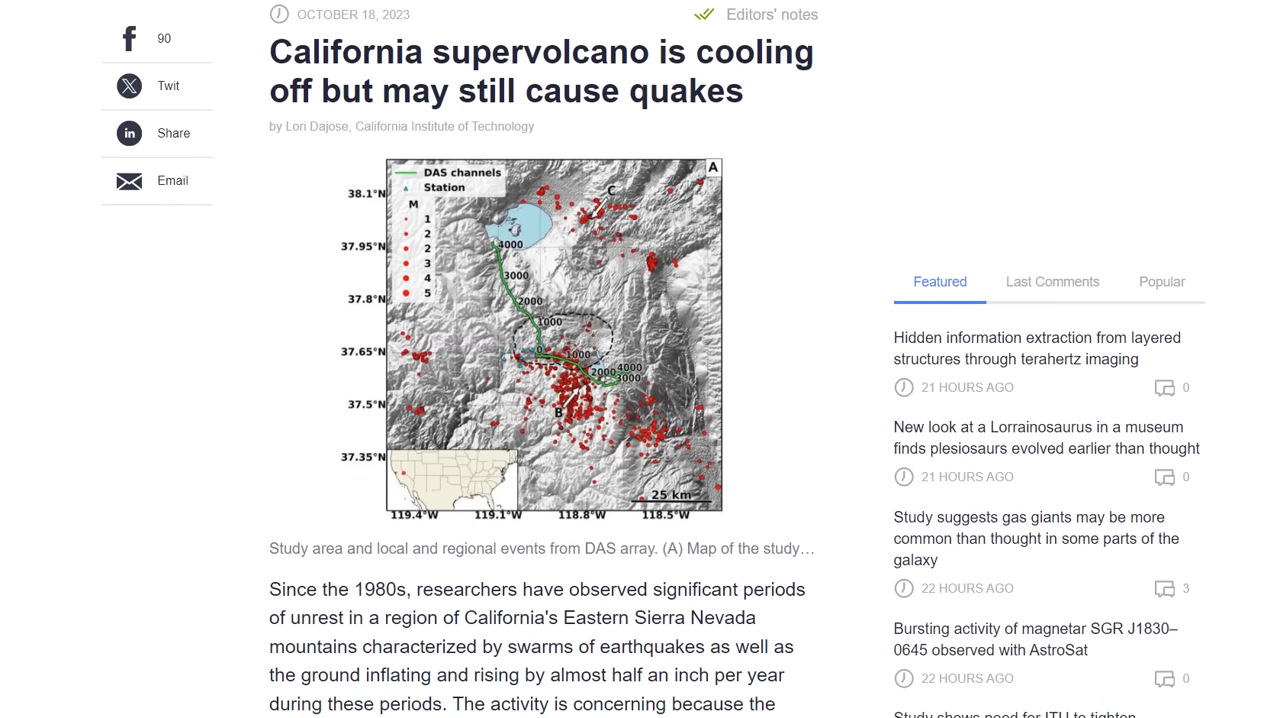 90
Twit
Share
Email
OCTOBER 18, 2023
Editors' notes
California supervolcano is cooling
off but may still cause quakes
by Lori Dajose, California Institute of Technology
A
DAS channels
Station
M
1
2
2
3
4
5
38.1°N
37.95°N
37.8°N
37.65°N
37.5°N
37.35°N
C
4000
3000
2000
1000
0
1000
2000
4000
3000
B
25 km
119.4°W
119.1°W
118.8°W
118.5°W
Study area and local and regional events from DAS array. (A) Map of the study…
Since the 1980s, researchers have observed significant periods
of unrest in a region of California's Eastern Sierra Nevada
mountains characterized by swarms of earthquakes as well as
the ground inflating and rising by almost half an inch per year
during these periods. The activity is concerning because the
Featured
Last Comments
Popular
Hidden information extraction from layered
structures through terahertz imaging
21 HOURS AGO
0
New look at a Lorrainosaurus in a museum
finds plesiosaurs evolved earlier than thought
21 HOURS AGO
0
Study suggests gas giants may be more
common than thought in some parts of the
galaxy
22 HOURS AGO
3
Bursting activity of magnetar SGR J1830–
0645 observed with AstroSat
22 HOURS AGO
0
Study shows need for ITU to tighten